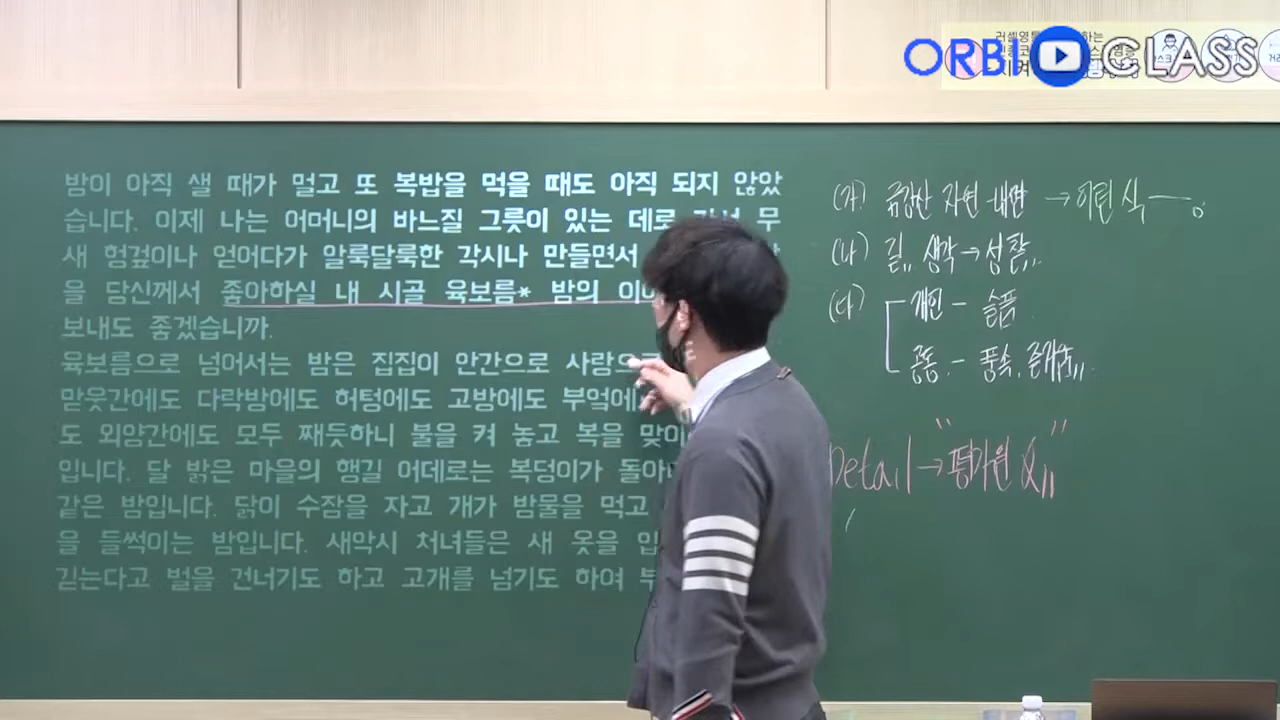 ORBI CLASS
밤이 아직 샐 때가 멀고 또 복밥을 먹을 때도 아직 되지 않았
습니다. 이제 나는 어머니의 바느질 그릇이 있는 데로 무
새 헝겊이나 얻어다가 알룩달룩한 각시나 만들면서
을 당신께서 좋아하실 내 시골 육보름* 밤의
보내도 좋겠습니까.
육보름으로 넘어서는 밤은 집집이 안간으로 사랑으로
맏웃간에도 다락방에도 허텅에도 고방에도 부엌에
도 외양간에도 모두 째듯하니 불을 켜 놓고 복을 맞이
입니다. 달 밝은 마을의 행길 어데로는 복덩이가
같은 밤입니다. 닭이 수잠을 자고 개가 밤물을 먹고
을 들썩이는 밤입니다. 새악시 처녀들은 새 옷을
긷는다고 벌을 건너기도 하고 고개를 넘기도 하여
(가) 금강산 자연 - 내면 → 이런 식 ㅡ.
(나) 길,, 생각 → 성찰,,.
(다) 개인 - 슬픔
공동. - 풍속,
Detail → "평가원